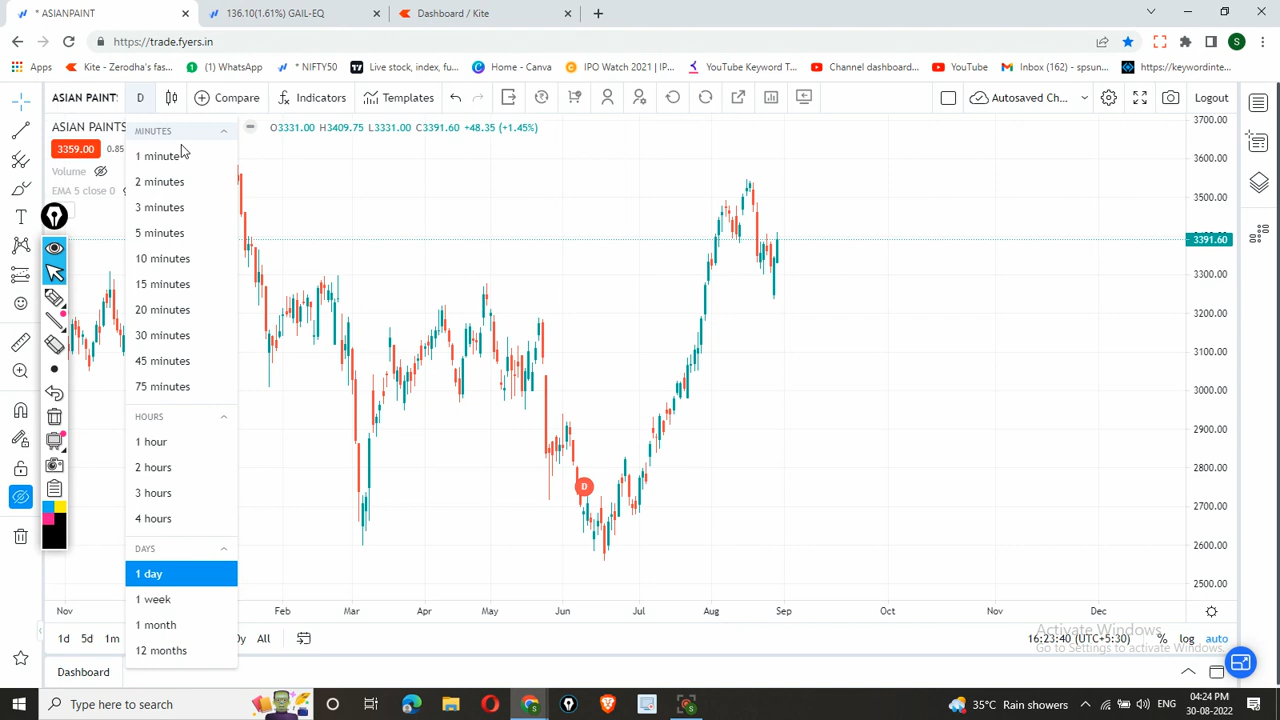 * ASIANPAINT
136.10(1.61%) GAIL-EQ
Dashboard / Kite
https://trade.fyers.in
S
Apps
Kite - Zerodha's fas...
(1) WhatsApp
* NIFTY50
Live stock, index, fu...
Home - Canva
IPO Watch 2021 | IP...
YouTube Keyword T...
Channel dashboard...
YouTube
Inbox (102) - spsun...
https://keywordinte...
ASIAN PAINTS
D
Compare
Indicators
Templates
Autosaved Ch...
Logout
ASIAN PAINTS
O3331.00 H3409.75 L3331.00 C3391.60 +48.35 (+1.45%)
3359.00
0.85
Volume
EMA 5 close 0
MINUTES
1 minute
2 minutes
3 minutes
5 minutes
10 minutes
15 minutes
20 minutes
30 minutes
45 minutes
75 minutes
HOURS
1 hour
2 hours
3 hours
4 hours
DAYS
1 day
1 week
1 month
12 months
D
3700.00
3600.00
3500.00
3391.60
3300.00
3200.00
3100.00
3000.00
2900.00
2800.00
2700.00
2600.00
2500.00
Nov
Feb
Mar
Apr
May
Jun
Jul
Aug
Sep
Oct
Nov
Dec
1d
5d
1m
All
16:23:40 (UTC+5:30)
%
log
auto
Activate Windows
Go to Settings to activate Windows.
Dashboard
Type here to search
35°C Rain showers
ENG
04:24 PM
30-08-2022